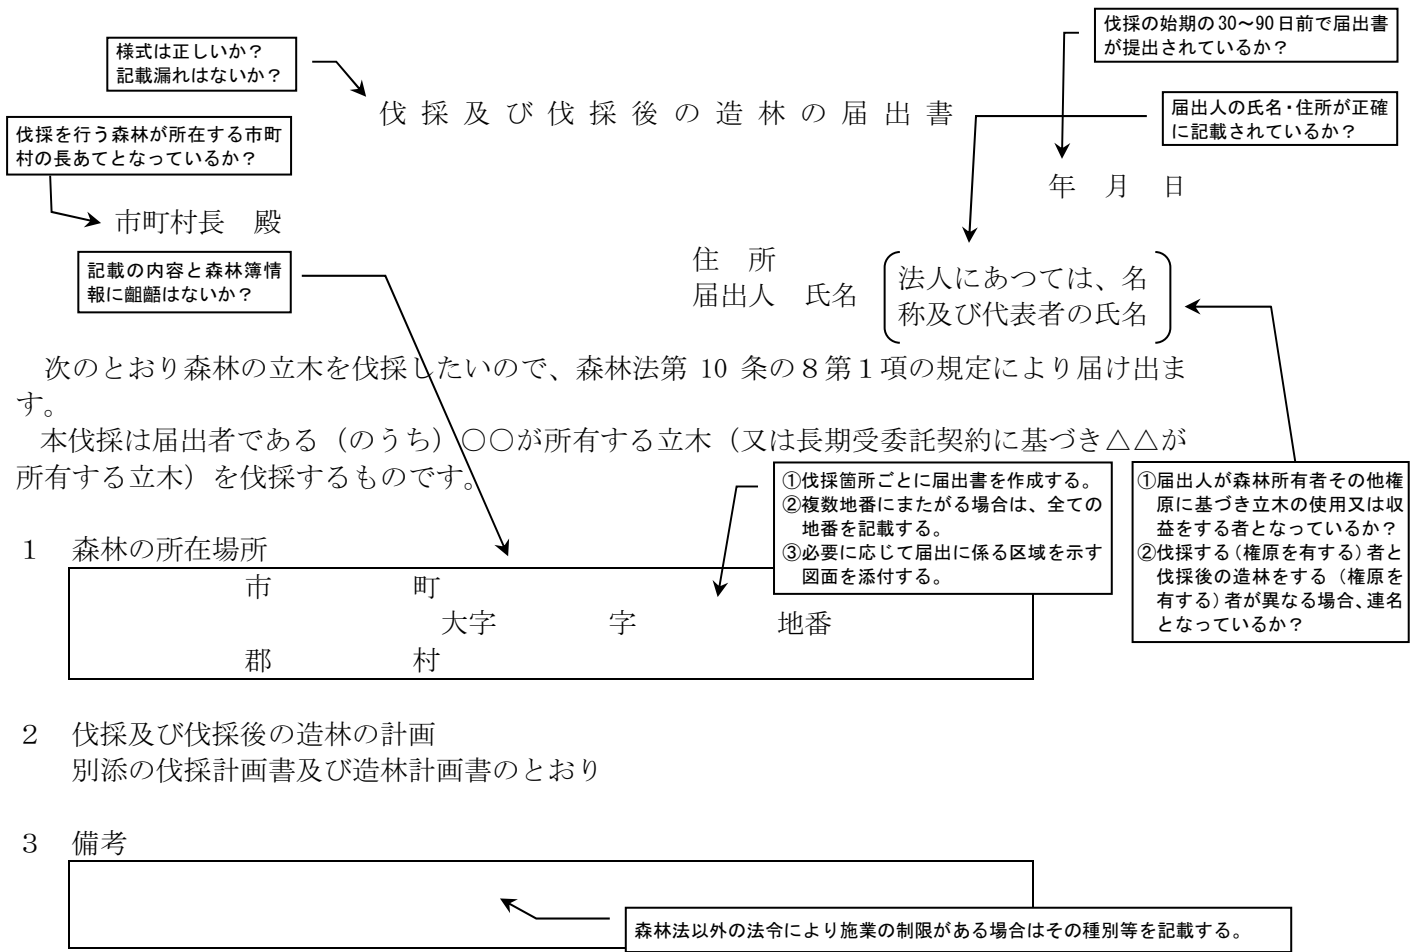 伐採の始期の30～90日前で届出書
が提出されているか？
様式は正しいか？
記載漏れはないか？
伐採及び伐採後の造林の届出書
届出人の氏名・住所が正確
に記載されているか？
伐採を行う森林が所在する市町
村の長あてとなっているか？
年　月　日
市町村長　殿
記載の内容と森林簿情
報に齟齬はないか？
住　所
届出人　氏名
法人にあつては、名
称及び代表者の氏名
次のとおり森林の立木を伐採したいので、森林法第 10 条の８第１項の規定により届け出ま
す。
本伐採は届出者である（のうち）〇〇が所有する立木（又は長期受委託契約に基づき△△が
所有する立木）を伐採するものです。
①伐採箇所ごとに届出書を作成する。
②複数地番にまたがる場合は、全ての
地番を記載する。
③必要に応じて届出に係る区域を示す
図面を添付する。
①届出人が森林所有者その他権
原に基づき立木の使用又は収
益をする者となっているか？
②伐採する（権原を有する）者と
伐採後の造林をする（権原を
有する）者が異なる場合、連名
となっているか？
１　森林の所在場所
市　町
大字　字　地番
郡　村
２　伐採及び伐採後の造林の計画
別添の伐採計画書及び造林計画書のとおり
３　備考
森林法以外の法令により施業の制限がある場合はその種別等を記載する。